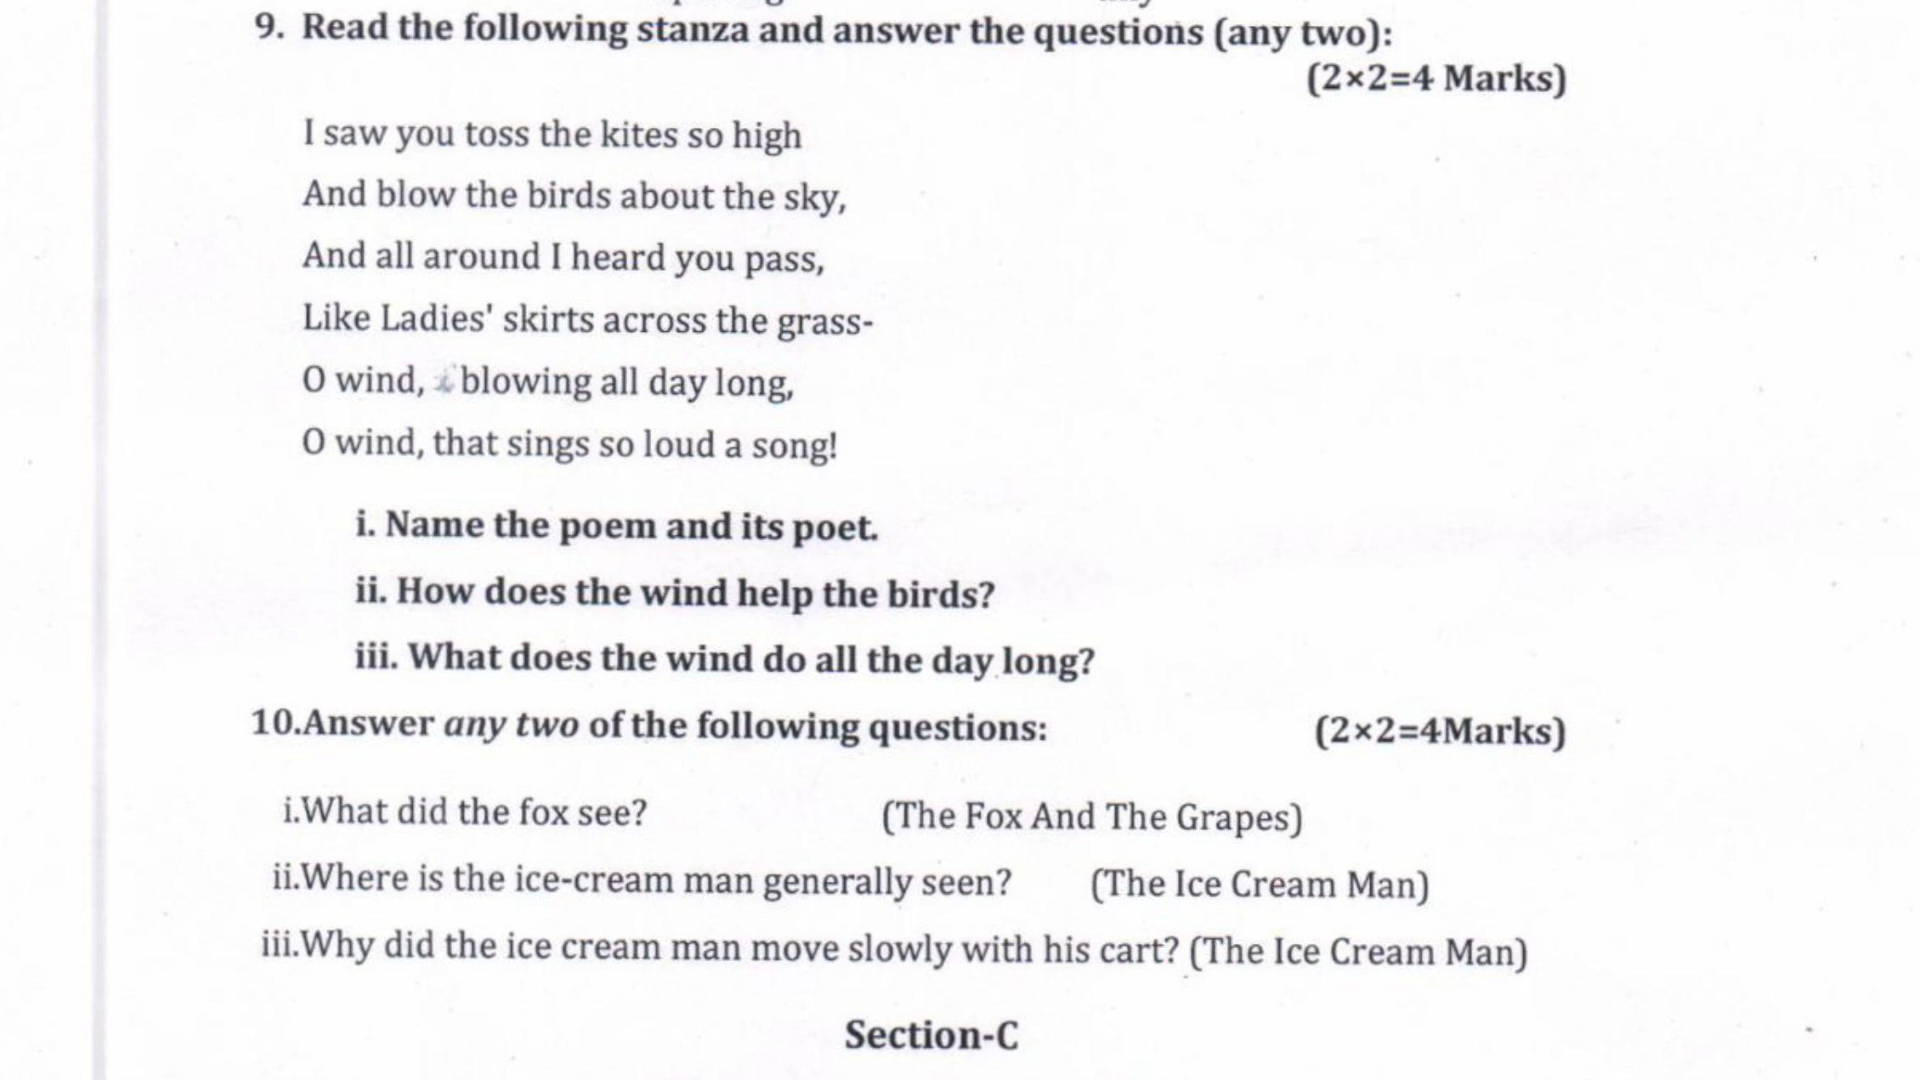 9. Read the following stanza and answer the questions (any two):
(2×2=4 Marks)
I saw you toss the kites so high
And blow the birds about the sky,
And all around I heard you pass,
Like Ladies' skirts across the grass-
O wind, blowing all day long,
O wind, that sings so loud a song!
i. Name the poem and its poet.
ii. How does the wind help the birds?
iii. What does the wind do all the day long?
10.Answer any two of the following questions: (2×2=4Marks)
i.What did the fox see? (The Fox And The Grapes)
ii.Where is the ice-cream man generally seen? (The Ice Cream Man)
iii.Why did the ice cream man move slowly with his cart? (The Ice Cream Man)
Section-C